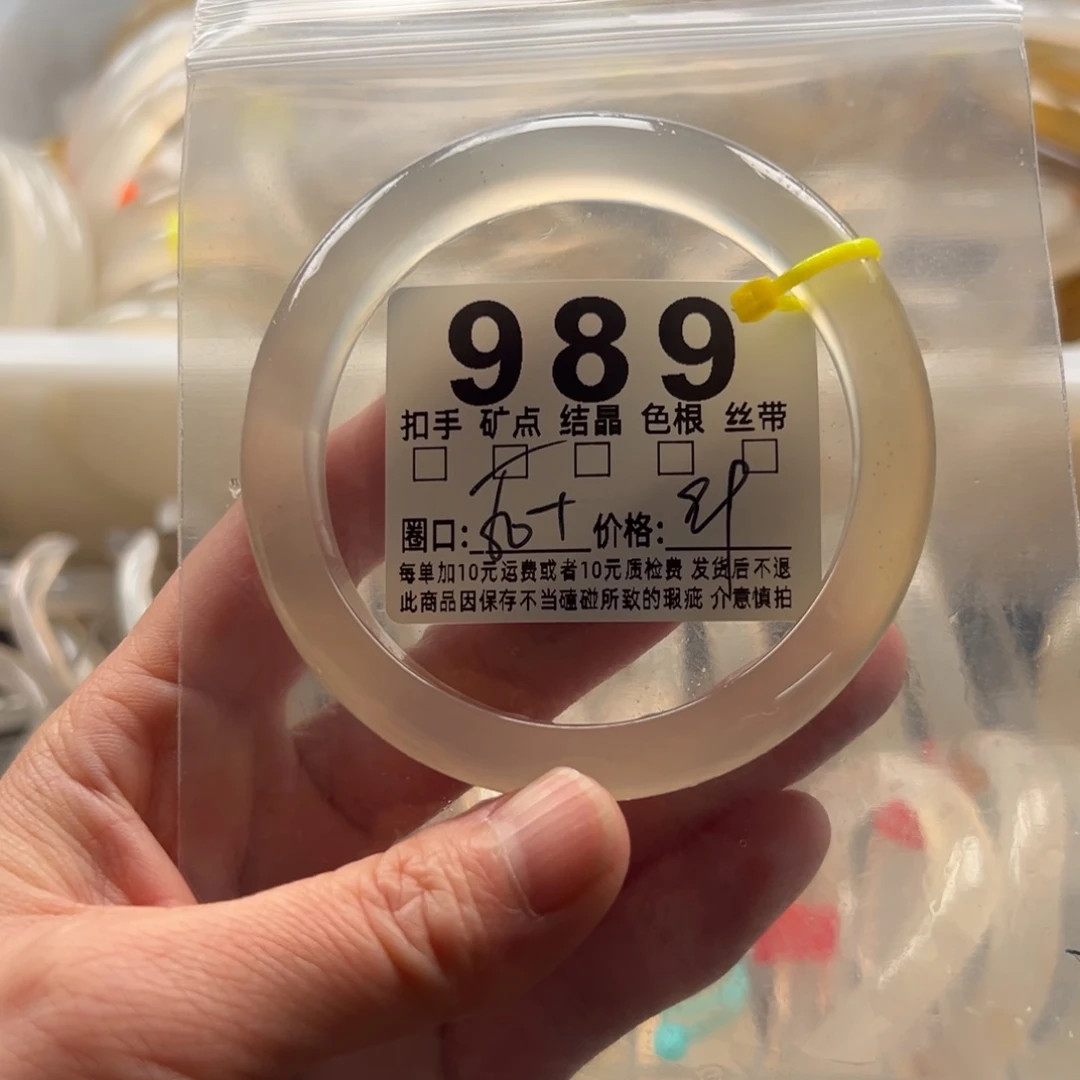 989
扣手 矿点 结晶 色根 丝带
圈口: 价格:
每单加10元运费或者10元质检费 发货后不退
此商品因保存不当磕碰所致的瑕疵 介意慎拍